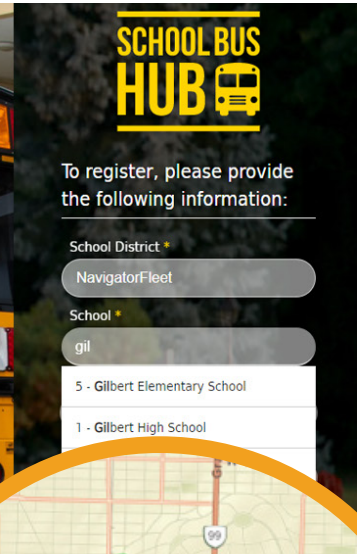 SCHOOL BUS
HUB
To register, please provide
the following information:
School District *
NavigatorFleet
School *
gil
5 - Gilbert Elementary School
1 - Gilbert High School
99